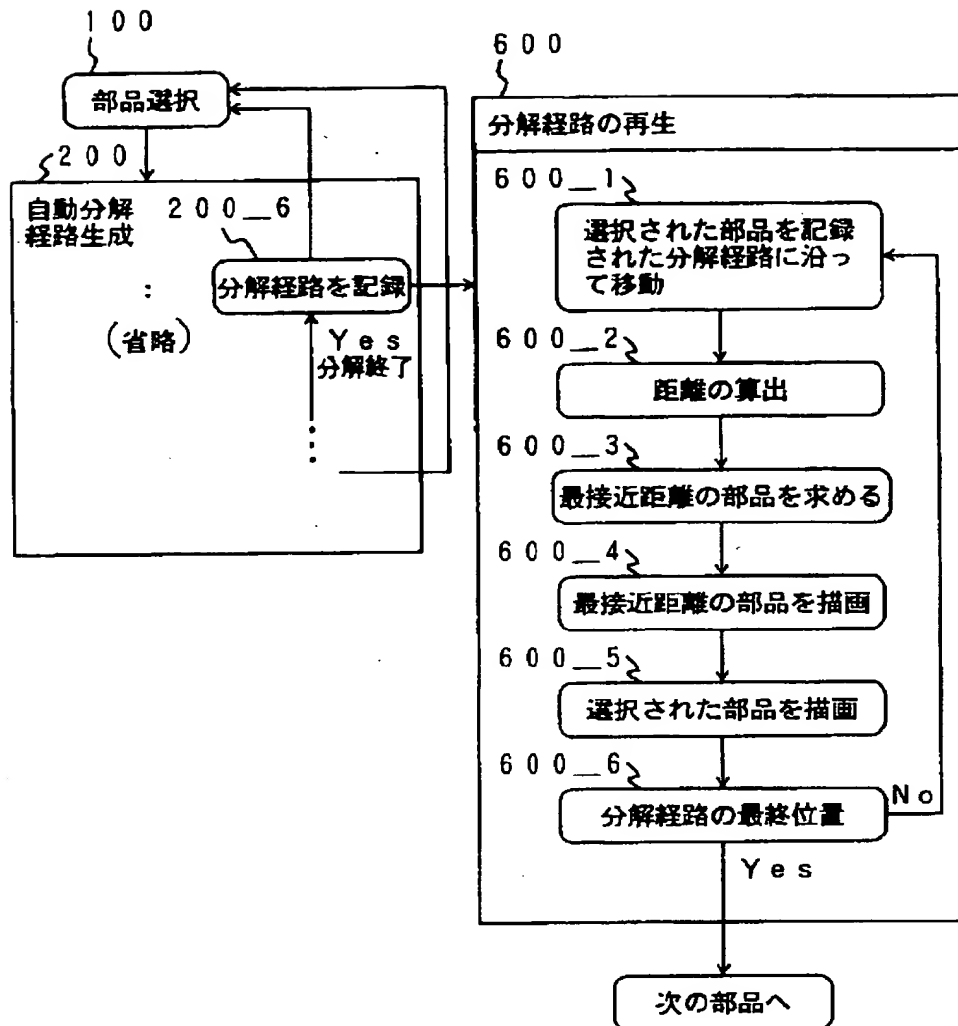 100
部品選択
200
自動分解
経路生成
200_6
分解経路を記録
:
(省略)
Yes
分解終了
600
分解経路の再生
600_1
選択された部品を記録
された分解経路に沿っ
て移動
600_2
距離の算出
600_3
最接近距離の部品を求める
600_4
最接近距離の部品を描画
600_5
選択された部品を描画
600_6
分解経路の最終位置
No
Yes
次の部品へ